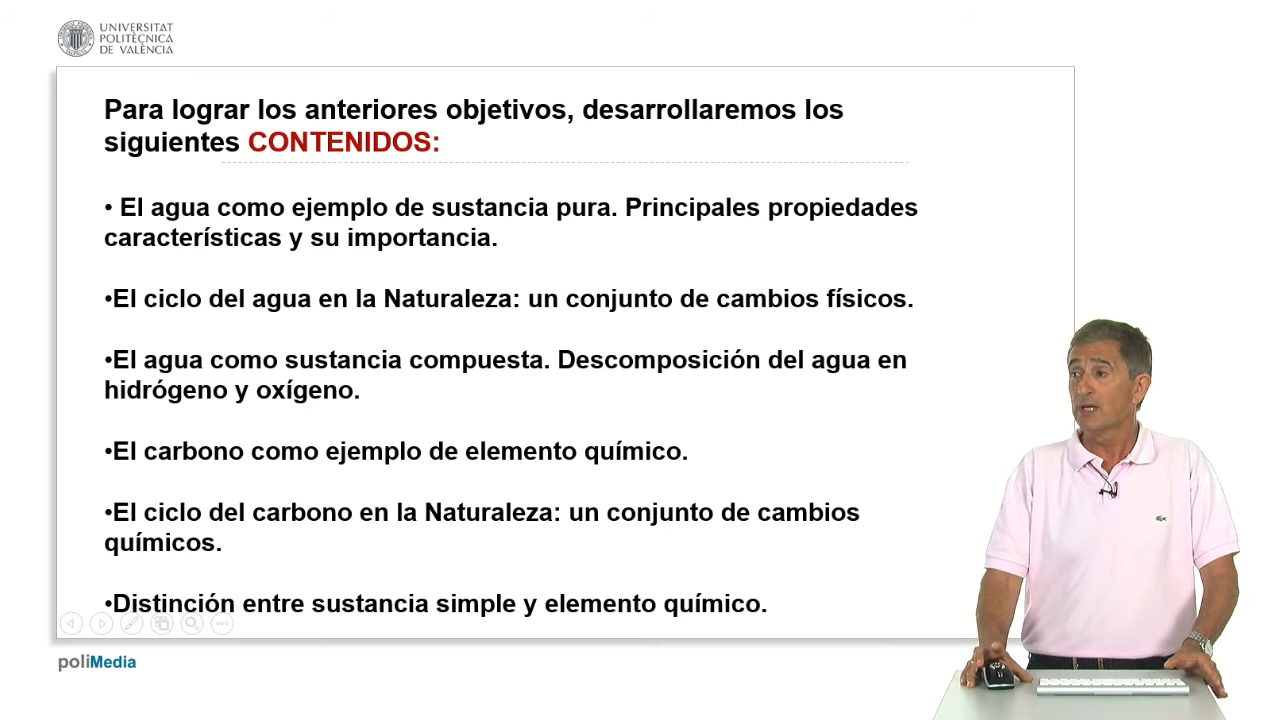 UNIVERSITAT
POLITÈCNICA
DE VALÈNCIA
Para lograr los anteriores objetivos, desarrollaremos los
siguientes CONTENIDOS:
• El agua como ejemplo de sustancia pura. Principales propiedades
características y su importancia.
•El ciclo del agua en la Naturaleza: un conjunto de cambios físicos.
•El agua como sustancia compuesta. Descomposición del agua en
hidrógeno y oxígeno.
•El carbono como ejemplo de elemento químico.
•El ciclo del carbono en la Naturaleza: un conjunto de cambios
químicos.
•Distinción entre sustancia simple y elemento químico.
poliMedia